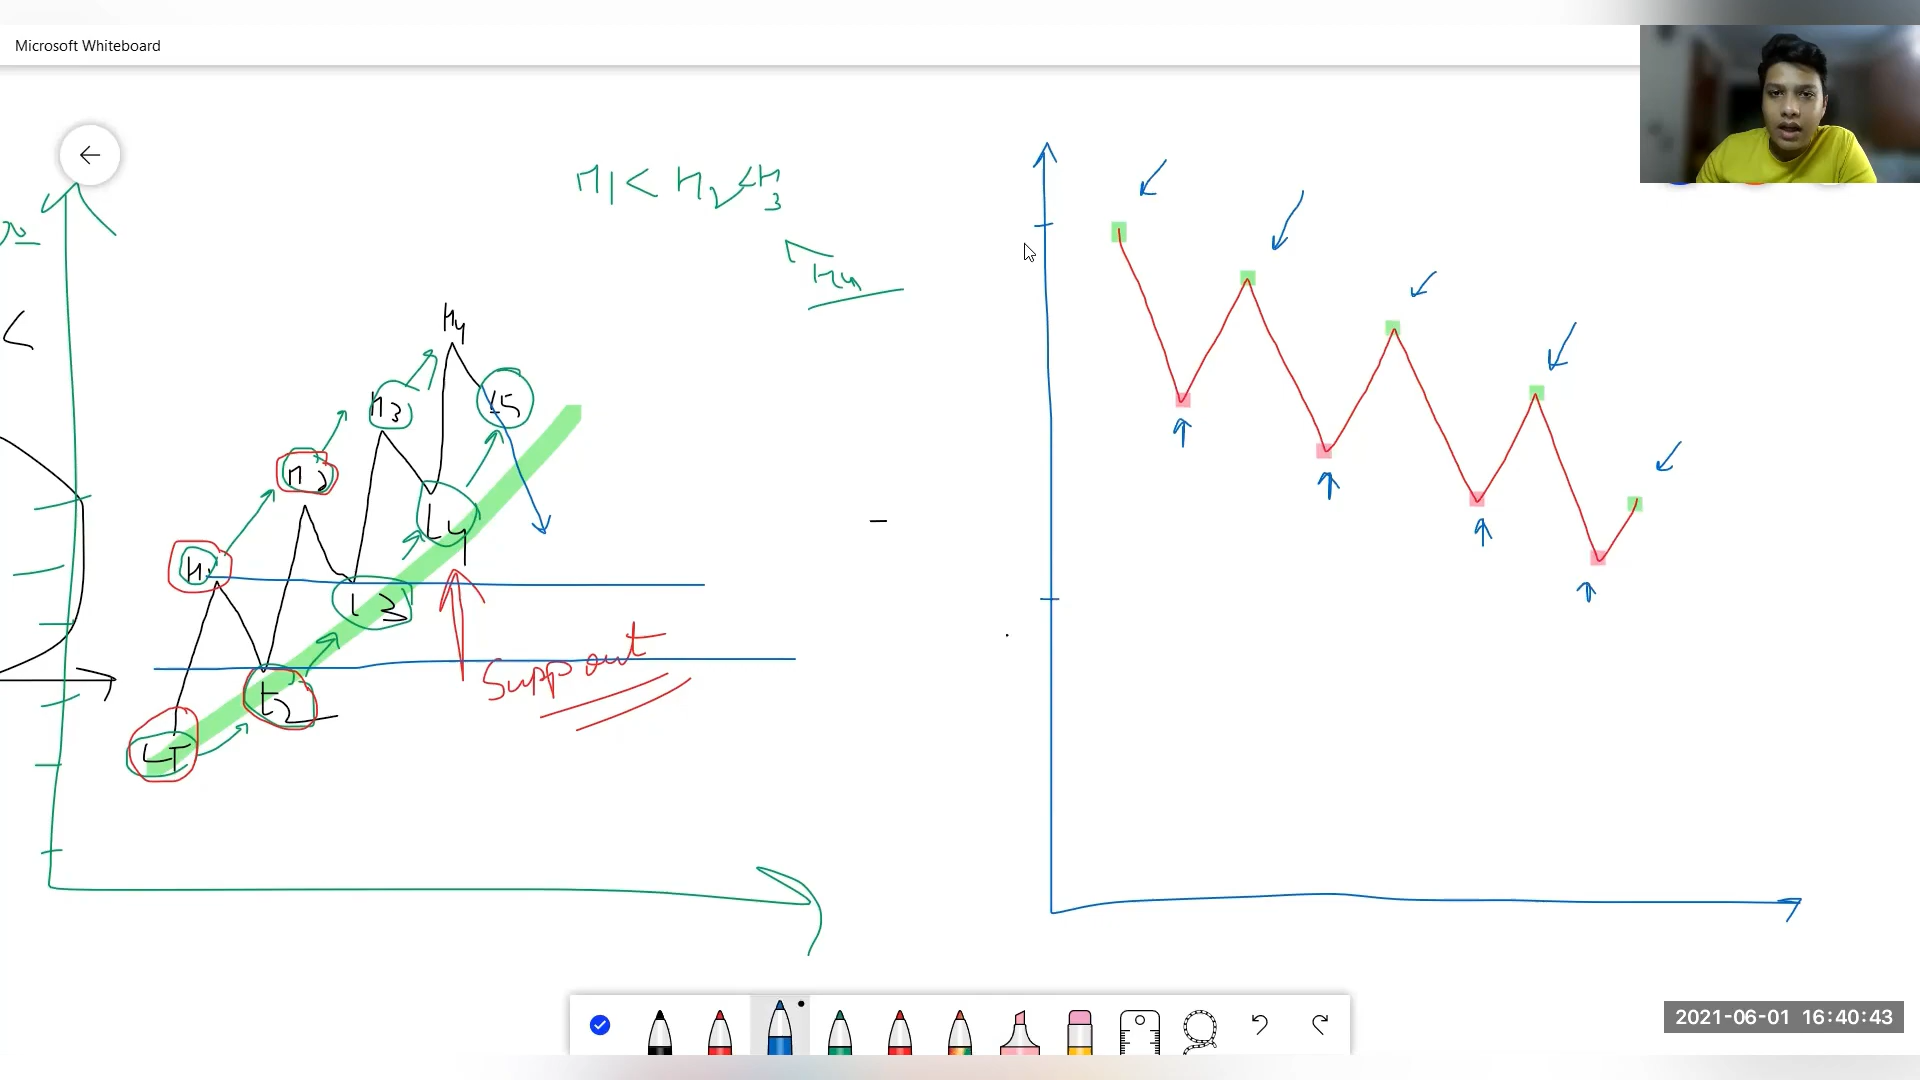 Microsoft Whiteboard
H1 < H2 < H3
H4
H4
H3
L5
H2
L4
H1
L3
Support
L2
L1
2021-06-01 16:40:43